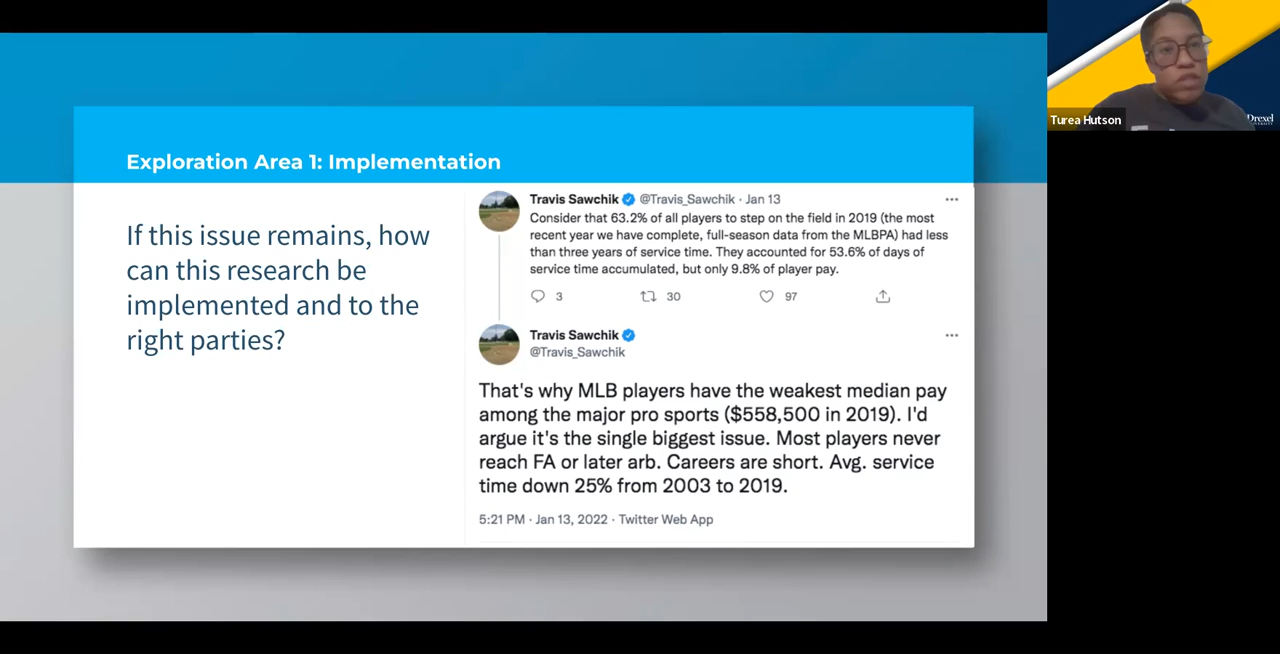 Exploration Area 1: Implementation
If this issue remains, how
can this research be
implemented and to the
right parties?
Travis Sawchik @Travis_Sawchik · Jan 13
Consider that 63.2% of all players to step on the field in 2019 (the most
recent year we have complete, full-season data from the MLBPA) had less
than three years of service time. They accounted for 53.6% of days of
service time accumulated, but only 9.8% of player pay.
3 30 97
Travis Sawchik
@Travis_Sawchik
That's why MLB players have the weakest median pay
among the major pro sports ($558,500 in 2019). I'd
argue it's the single biggest issue. Most players never
reach FA or later arb. Careers are short. Avg. service
time down 25% from 2003 to 2019.
5:21 PM · Jan 13, 2022 · Twitter Web App
Turea Hutson
Drexel